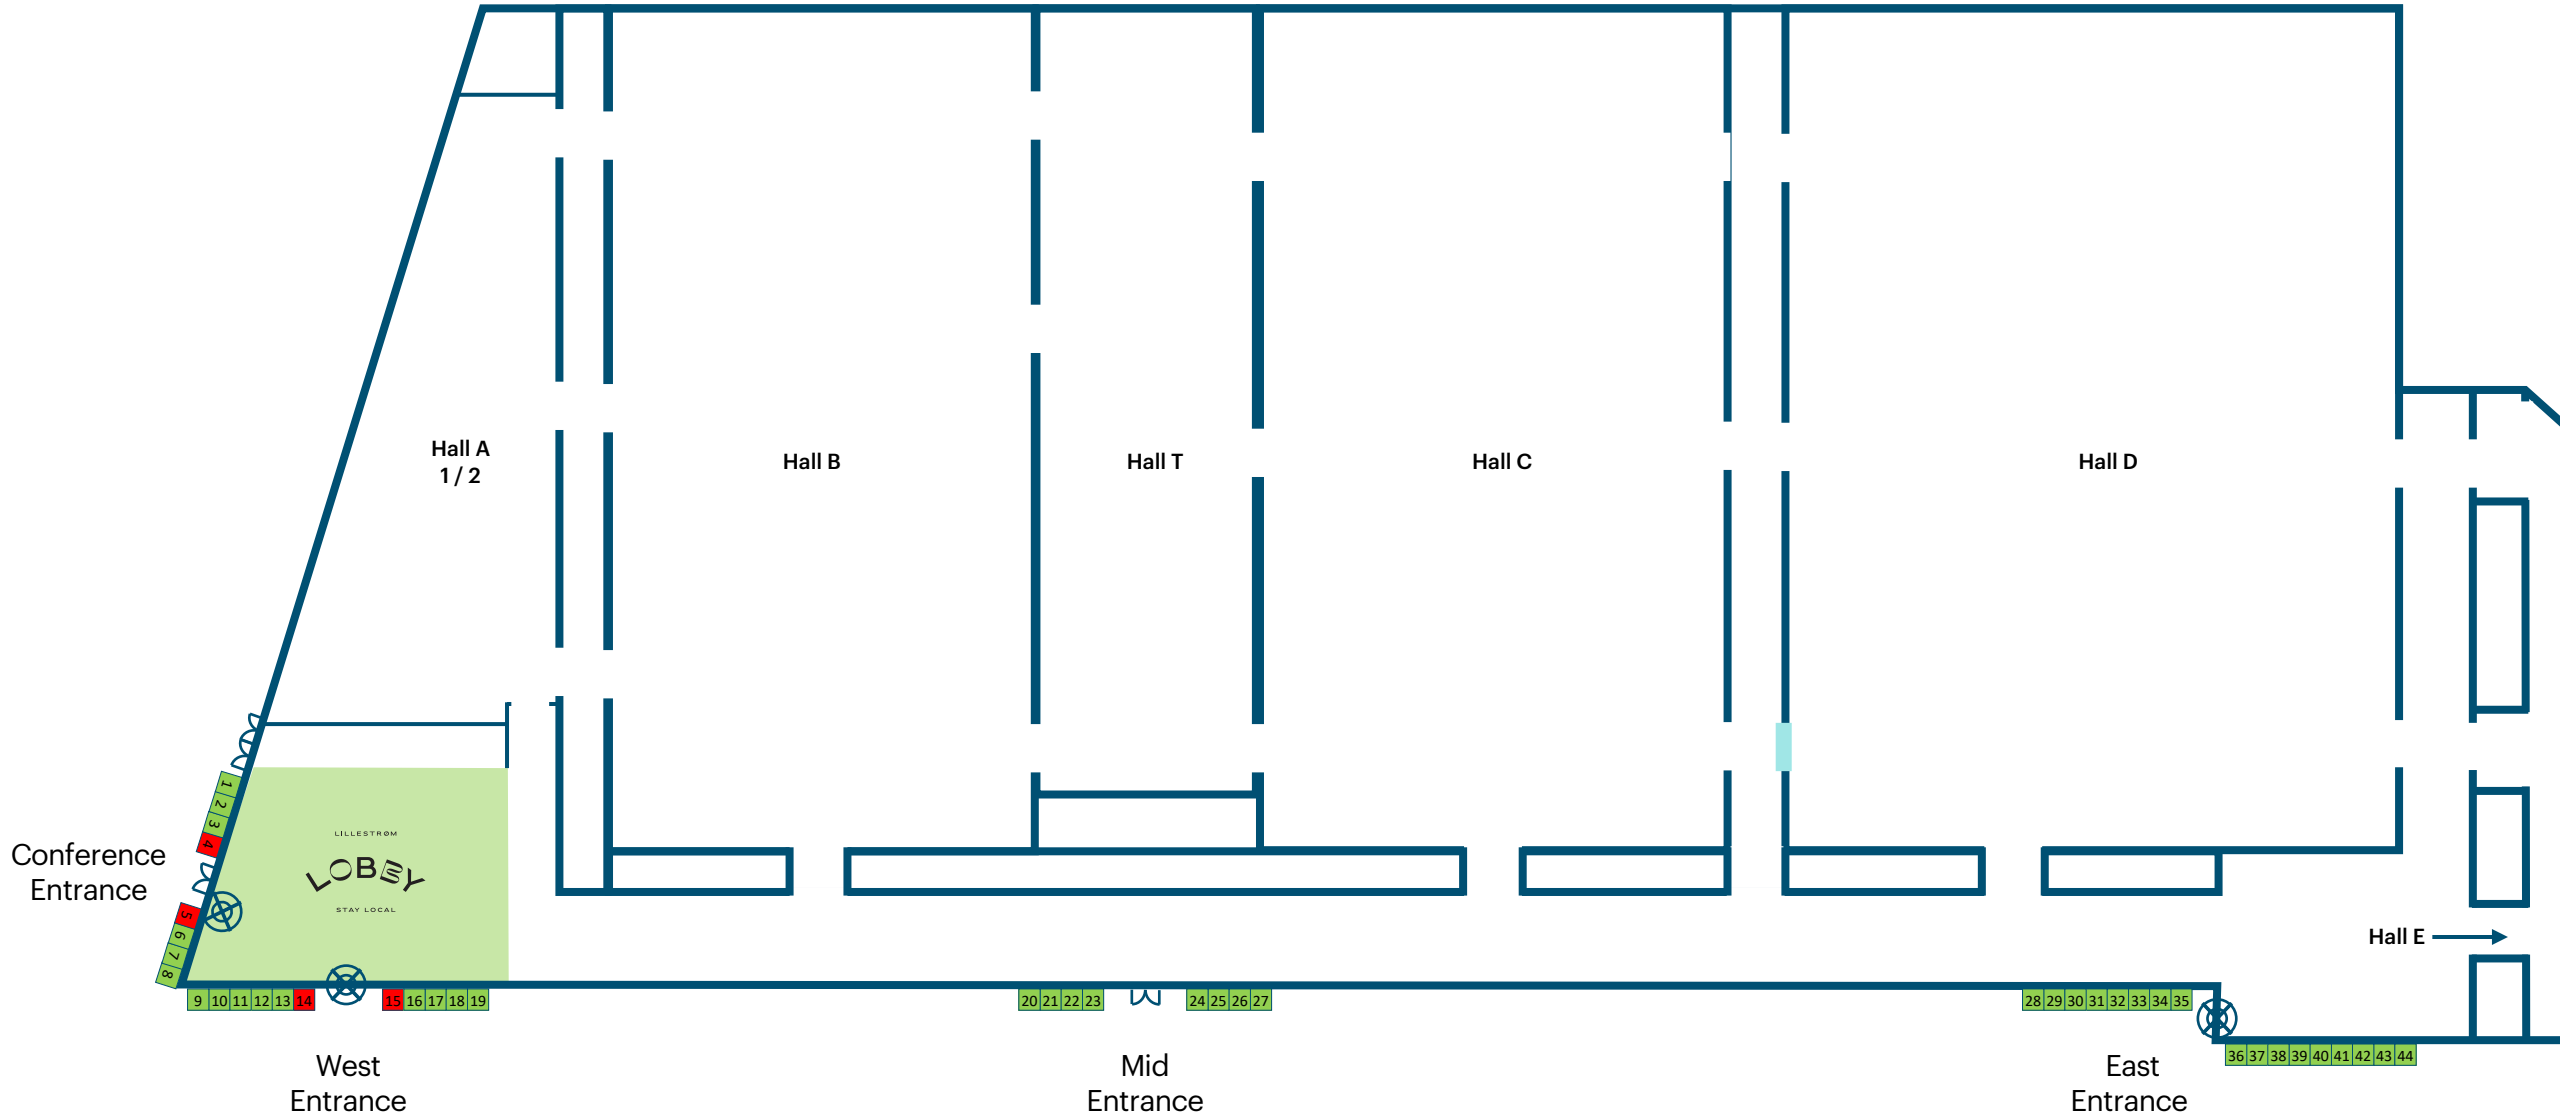 Hall A
1 / 2
Hall B
Hall T
Hall C
Hall D
1
2
3
4
LILLESTRØM
LOBBY
STAY LOCAL
Conference
Entrance
5
6
7
8
Hall E
9 10 11 12 13 14
15 16 17 18 19
20 21 22 23
24 25 26 27
28 29 30 31 32 33 34 35
36 37 38 39 40 41 42 43 44
West
Entrance
Mid
Entrance
East
Entrance